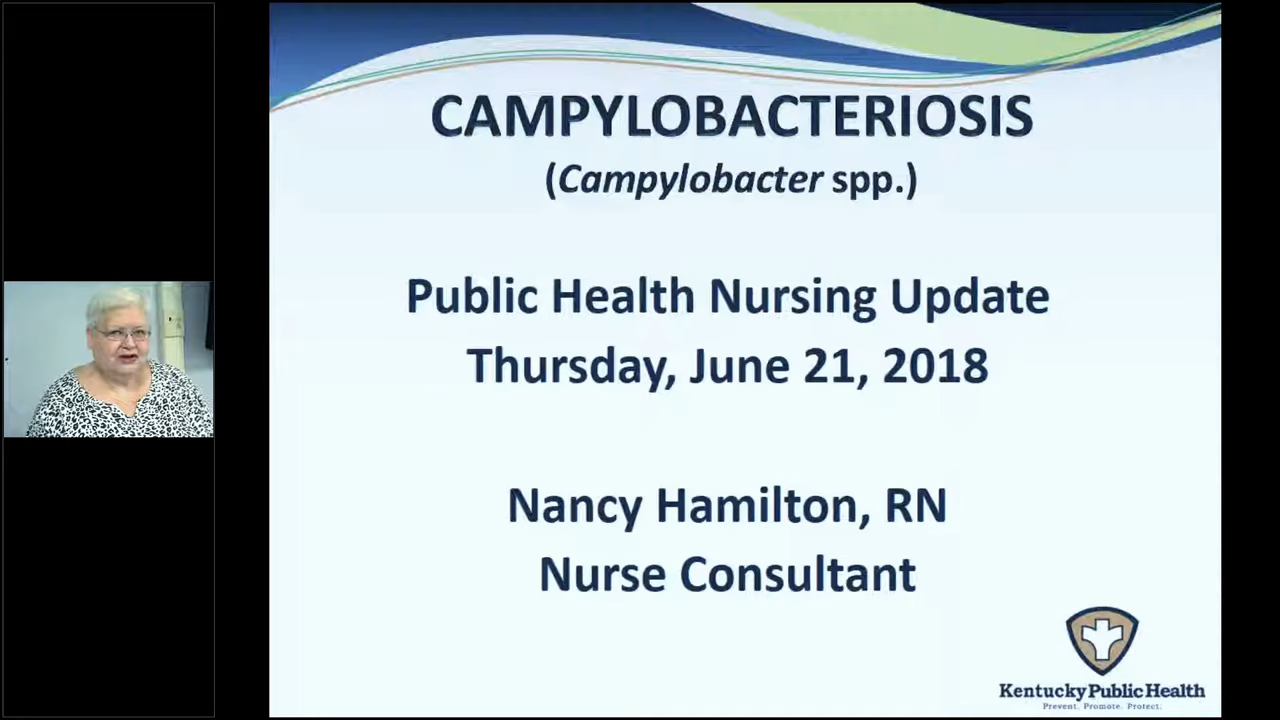 CAMPYLOBACTERIOSIS
(Campylobacter spp.)
Public Health Nursing Update
Thursday, June 21, 2018
Nancy Hamilton, RN
Nurse Consultant
Kentucky Public Health
Prevent. Promote. Protect.